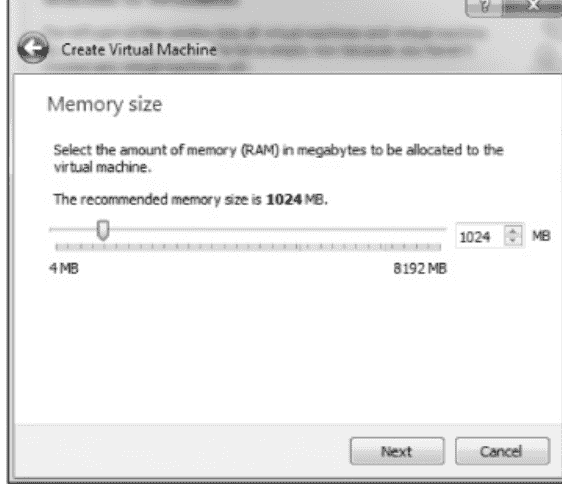 Create Virtual Machine
Memory size
Select the amount of memory (RAM) in megabytes to be allocated to the
virtual machine.
The recommended memory size is 1024 MB.
1024 MB
4 MB 8192 MB
Next Cancel